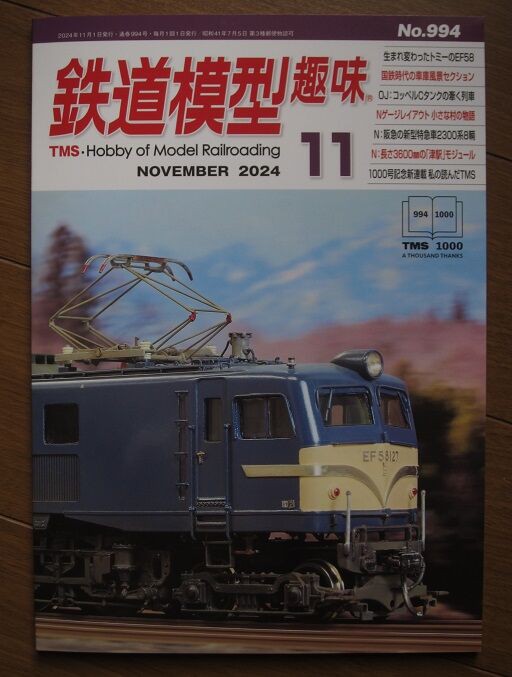 2024年11月1日発行・通巻994号・毎月1回1日発行／昭和41年7月5日 第3種郵便物認可
No.994
鉄道模型趣味®
TMS・Hobby of Model Railroading
NOVEMBER 2024
11
生まれ変わったトミーのEF58
国鉄時代の車庫風景セクション
OJ：コッペルCタンクの牽く列車
Nゲージレイアウト 小さな村の物語
N：阪急の新型特急車2300系8輛
N：長さ3600㎜の「津駅」モジュール
1000号記念新連載 私の読んだTMS
994 1000
TMS 1000
A THOUSAND THANKS
EF58127